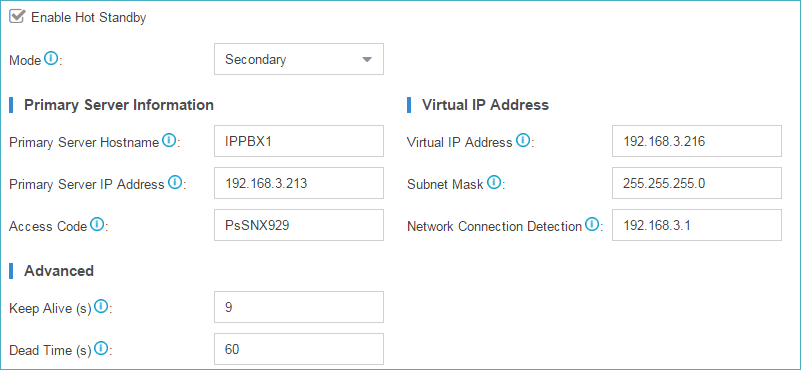 Enable Hot Standby
Mode : Secondary
Primary Server Information
Virtual IP Address
Primary Server Hostname : IPPBX1
Virtual IP Address : 192.168.3.216
Primary Server IP Address : 192.168.3.213
Subnet Mask : 255.255.255.0
Access Code : PsSNX929
Network Connection Detection : 192.168.3.1
Advanced
Keep Alive (s) : 9
Dead Time (s) : 60